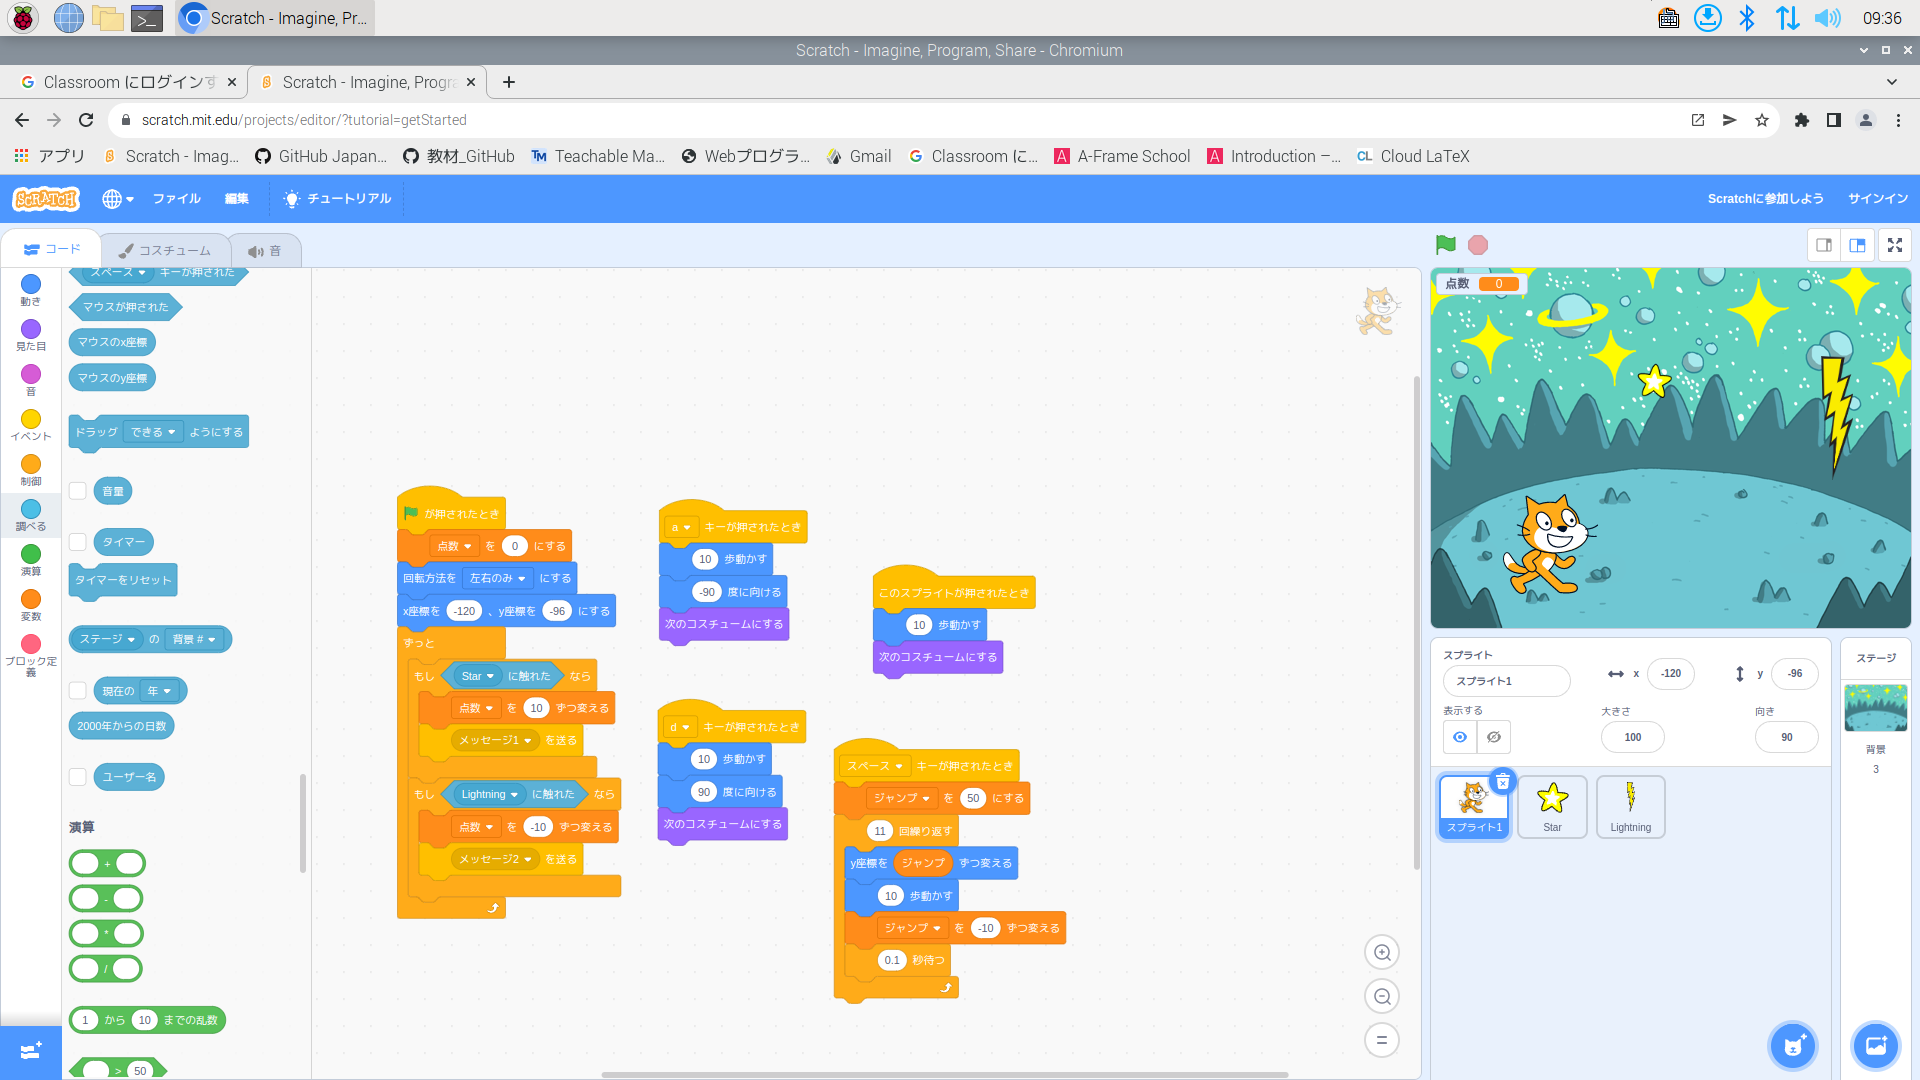 Scratch - Imagine, Pr...
09:36
Scratch - Imagine, Program, Share - Chromium
Classroom にログインす
Scratch - Imagine, Progra
scratch.mit.edu/projects/editor/?tutorial=getStarted
アプリ
Scratch - Imag...
GitHub Japan...
教材_GitHub
TM Teachable Ma...
Webプログラ...
Gmail
Classroom に...
A A-Frame School
A Introduction –...
CL Cloud LaTeX
SCRATCH
ファイル
編集
チュートリアル
Scratchに参加しよう
サインイン
コード
コスチューム
音
動き
見た目
音
イベント
制御
調べる
演算
変数
ブロック定義
スペース キーが押された
マウスが押された
マウスのx座標
マウスのy座標
ドラッグ できる ようにする
音量
タイマー
タイマーをリセット
ステージ の 背景 #
現在の 年
2000年からの日数
ユーザー名
演算
+
-
*
/
1 から 10 までの乱数
> 50
が押されたとき
点数 を 0 にする
回転方法を 左右のみ にする
x座標を -120 、y座標を -96 にする
ずっと
もし Star に触れた なら
点数 を 10 ずつ変える
メッセージ1 を送る
もし Lightning に触れた なら
点数 を -10 ずつ変える
メッセージ2 を送る
a キーが押されたとき
10 歩動かす
-90 度に向ける
次のコスチュームにする
d キーが押されたとき
10 歩動かす
90 度に向ける
次のコスチュームにする
このスプライトが押されたとき
10 歩動かす
次のコスチュームにする
スペース キーが押されたとき
ジャンプ を 50 にする
11 回繰り返す
y座標を ジャンプ ずつ変える
10 歩動かす
ジャンプ を -10 ずつ変える
0.1 秒待つ
点数 0
スプライト
スプライト1
x -120
y -96
表示する
大きさ
100
向き
90
スプライト1
Star
Lightning
ステージ
背景
3